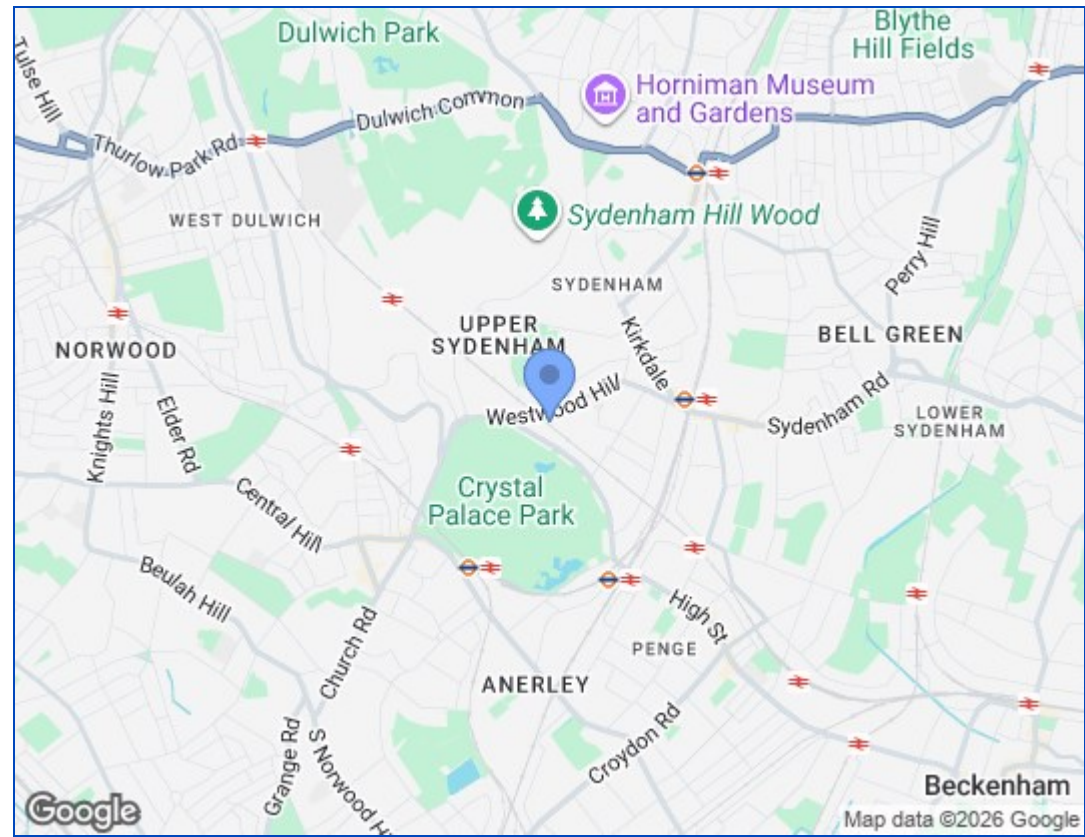 Dulwich Park
Blythe
Hill Fields
Tulse Hill
Horniman Museum
and Gardens
Dulwich Common
Thurlow Park Rd
WEST DULWICH
Sydenham Hill Wood
Perry Hill
SYDENHAM
UPPER
SYDENHAM
Kirkdale
BELL GREEN
NORWOOD
Westwood Hill
Knights Hill
Elder Rd
Sydenham Rd
LOWER
SYDENHAM
Crystal
Palace Park
Central Hill
Beulah Hill
High St
Church Rd
PENGE
ANERLEY
Grange Rd
S Norwood H
Croydon Rd
Beckenham
Google
Map data ©2026 Google